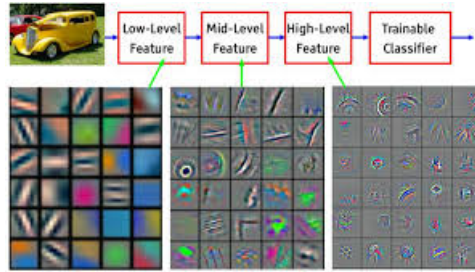 Low-Level
Feature
Mid-Level
Feature
High-Level
Feature
Trainable
Classifier